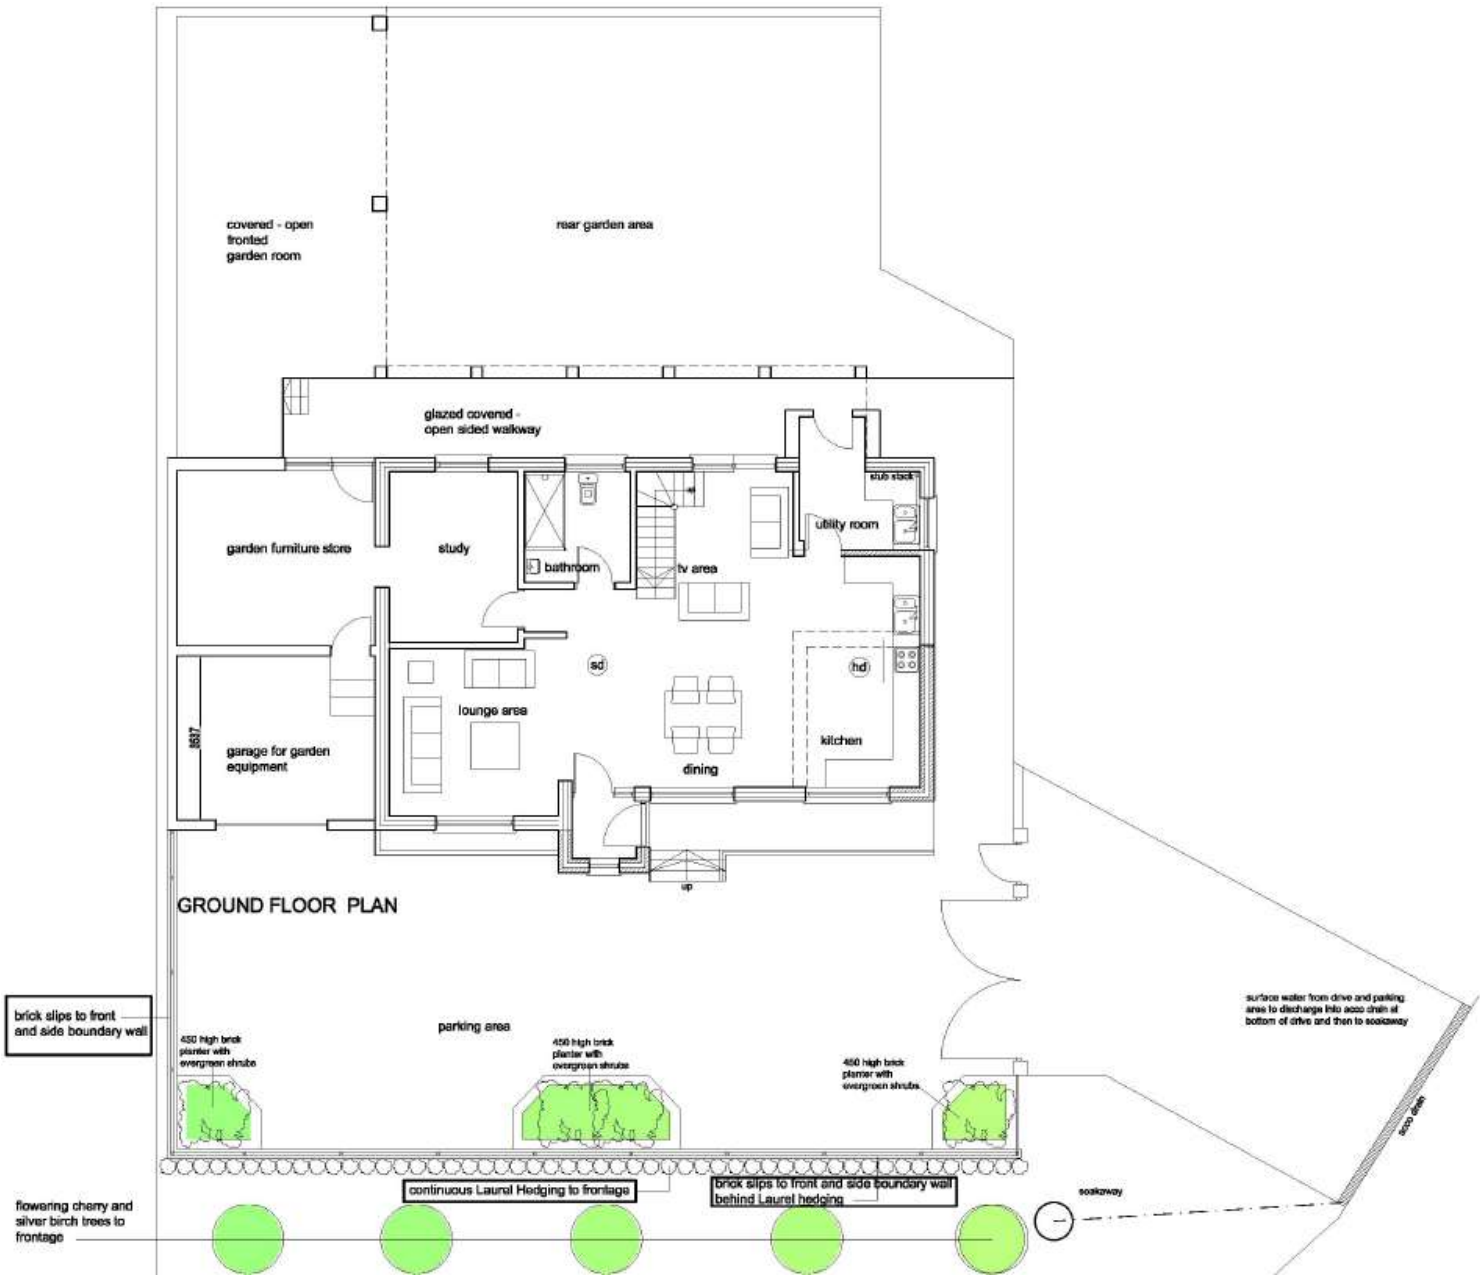 covered - open
fronted
garden room
rear garden area
glazed covered -
open sided walkway
stub stack
utility room
garden furniture store
study
bathroom
tv area
sd
hd
lounge area
kitchen
garage for garden
equipment
dining
up
GROUND FLOOR PLAN
brick slips to front
and side boundary wall
parking area
surface water from drive and parking
area to discharge into acco drain at
bottom of drive and then to soakaway
450 high brick
planter with
evergreen shrubs
450 high brick
planter with
evergreen shrubs
450 high brick
planter with
evergreen shrubs
acco drain
continuous Laural Hedging to frontage
brick slips to front and side boundary wall
behind Laurel hedging
soakaway
flowering cherry and
silver birch trees to
frontage